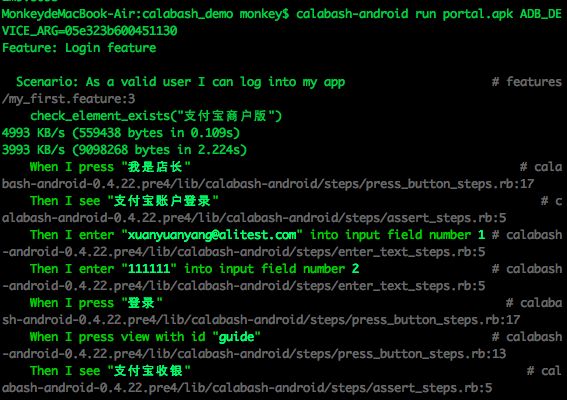 MonkeydeMacBook-Air:calabash_demo monkey$ calabash-android run portal.apk ADB_DE
VICE_ARG=05e323b600451130
Feature: Login feature
Scenario: As a valid user I can log into my app # features
/my_first.feature:3
check_element_exists("支付宝商户版")
4993 KB/s (559438 bytes in 0.109s)
3993 KB/s (9098268 bytes in 2.224s)
When I press "我是店长" # cala
bash-android-0.4.22.pre4/lib/calabash-android/steps/press_button_steps.rb:17
Then I see "支付宝账户登录" # c
alabash-android-0.4.22.pre4/lib/calabash-android/steps/assert_steps.rb:5
Then I enter "xuanyuanyang@alitest.com" into input field number 1 # calabash
-android-0.4.22.pre4/lib/calabash-android/steps/enter_text_steps.rb:5
Then I enter "111111" into input field number 2 # calabash
-android-0.4.22.pre4/lib/calabash-android/steps/enter_text_steps.rb:5
When I press "登录" # calaba
sh-android-0.4.22.pre4/lib/calabash-android/steps/press_button_steps.rb:17
When I press view with id "guide" # calabash
-android-0.4.22.pre4/lib/calabash-android/steps/press_button_steps.rb:13
Then I see "支付宝收银" # cal
abash-android-0.4.22.pre4/lib/calabash-android/steps/assert_steps.rb:5